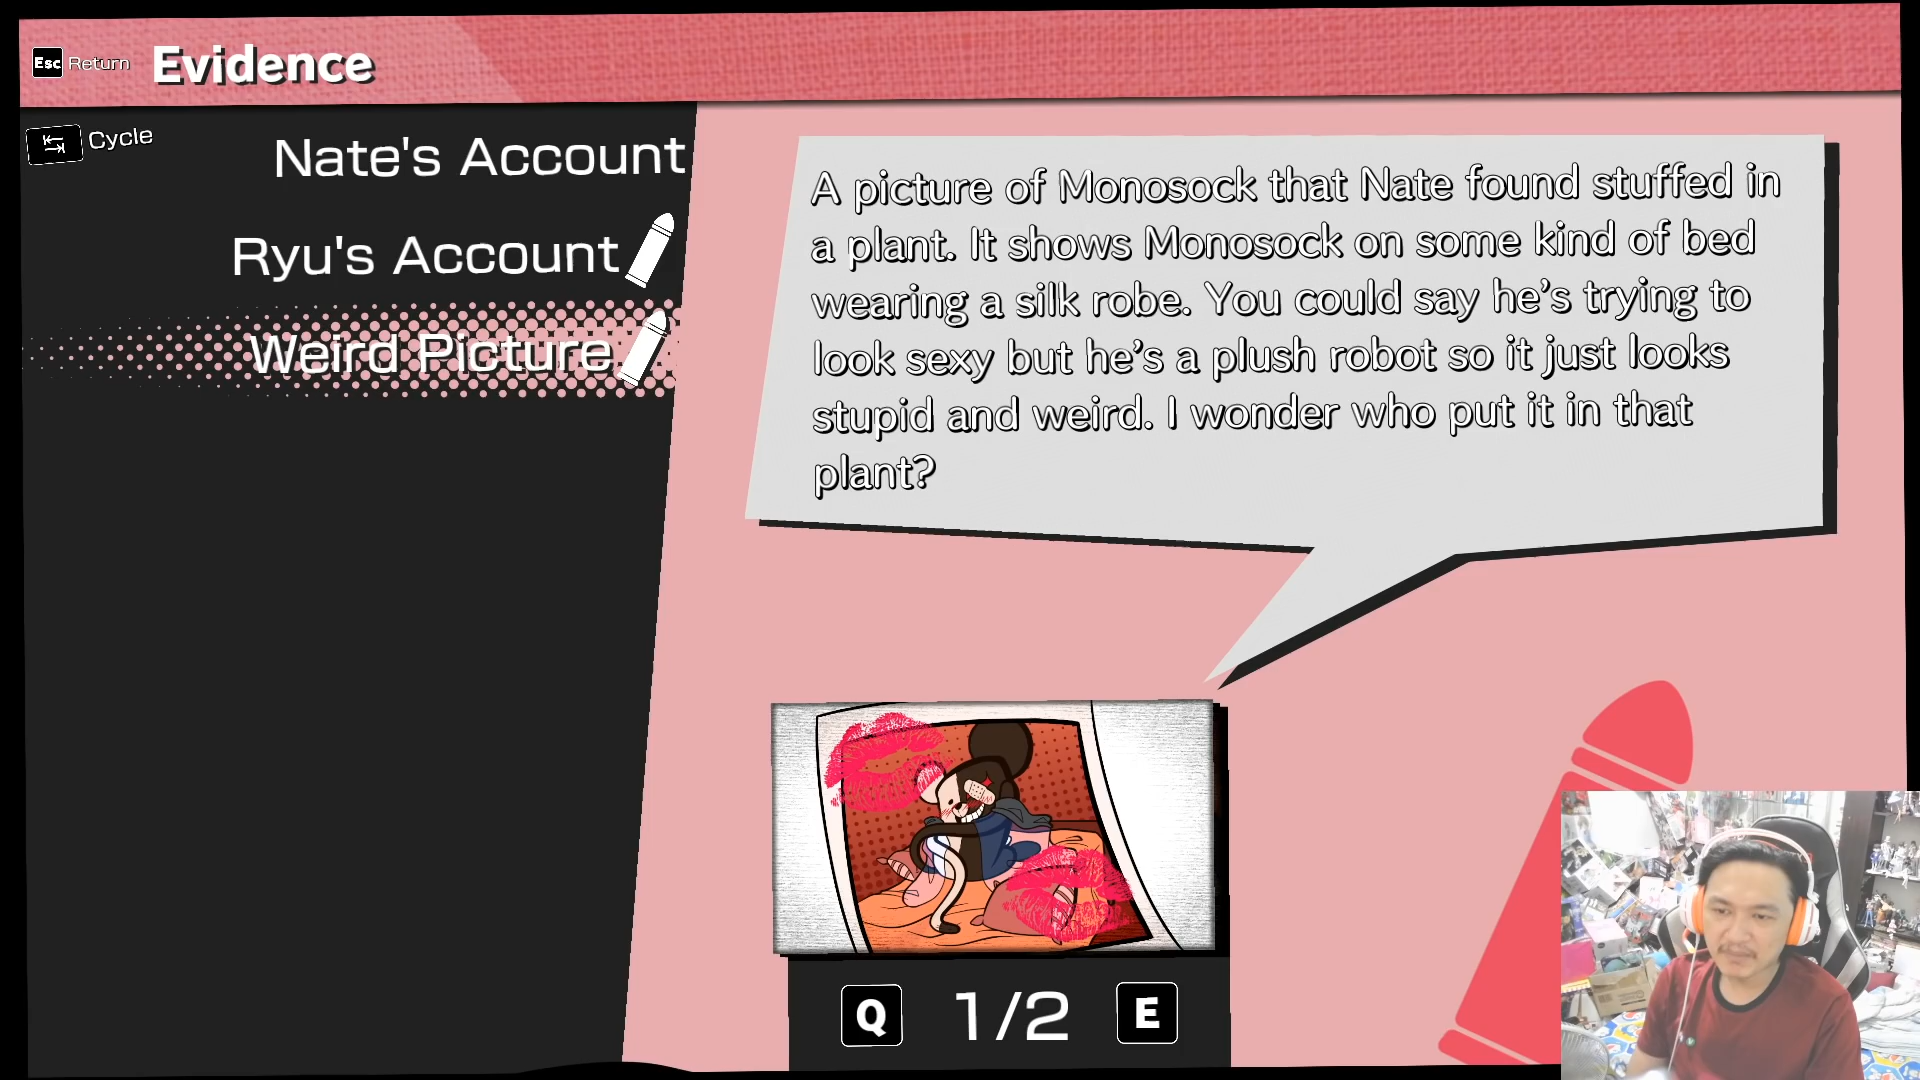 Esc Return Evidence
Cycle
Nate's Account
Ryu's Account
Weird Picture
A picture of Monosock that Nate found stuffed in
a plant. It shows Monosock on some kind of bed
wearing a silk robe. You could say he's trying to
look sexy but he's a plush robot so it just looks
stupid and weird. I wonder who put it in that
plant?
Q 1/2 E